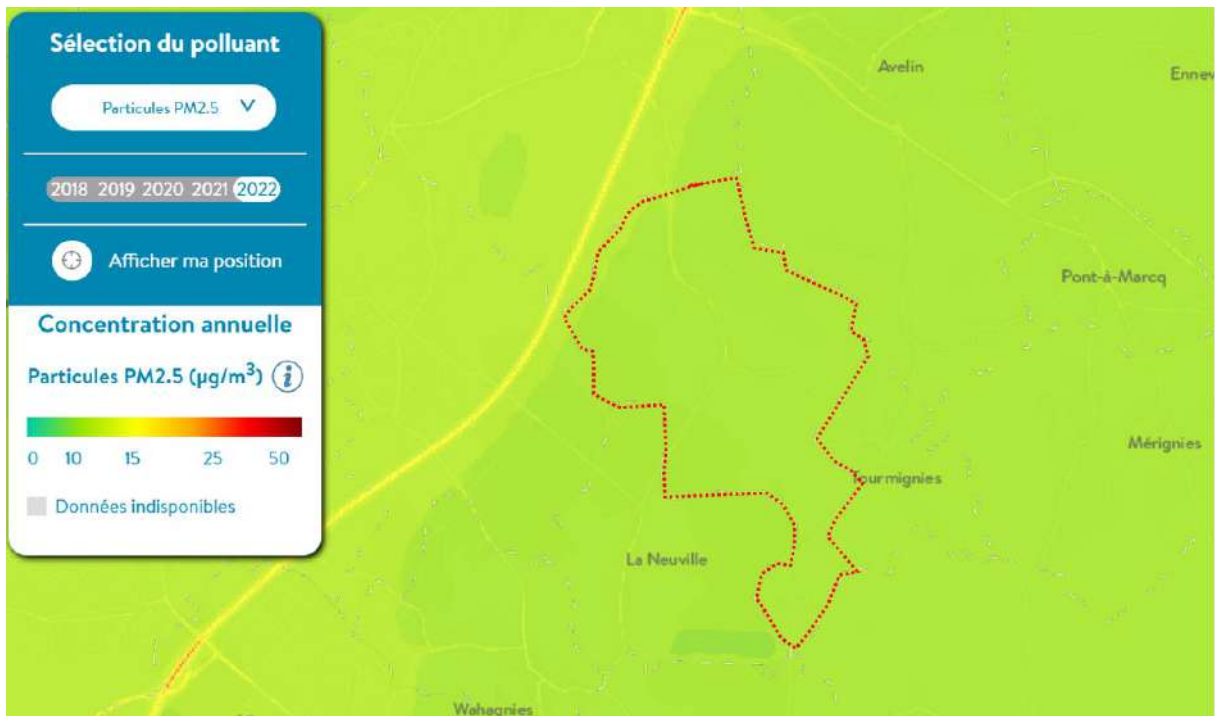 Sélection du polluant
Particules PM2.5
2018 2019 2020 2021 2022
Afficher ma position
Concentration annuelle
Particules PM2.5 (µg/m³) i
0 10 15 25 50
Données indisponibles
Avelin
Ennev
Pont-à-Marcq
Mérignies
Tourmignies
La Neuville
Wahagnies